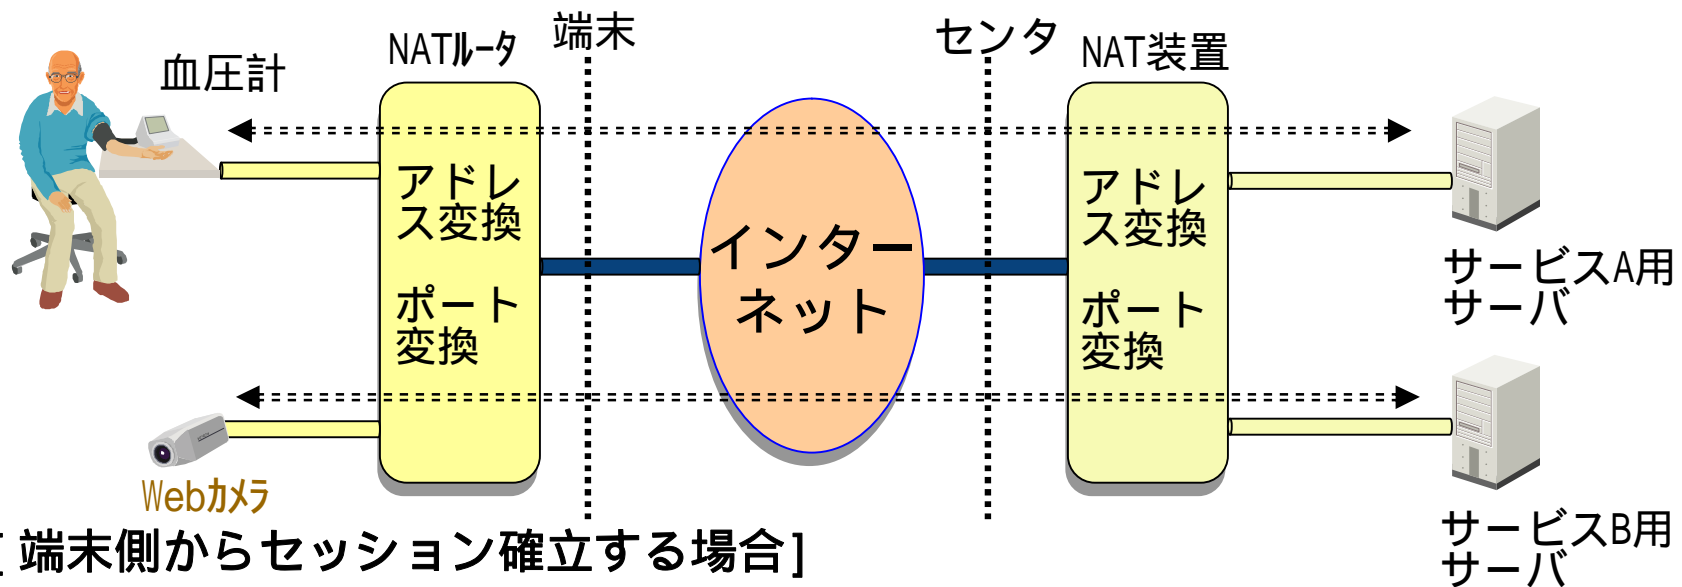 血圧計
NATルータ
端末
センタ
NAT装置
アドレ
ス変換
ポート
変換
インター
ネット
アドレ
ス変換
ポート
変換
サービスA用
サーバ
Webカメラ
サービスB用
サーバ
[端末側からセッション確立する場合]